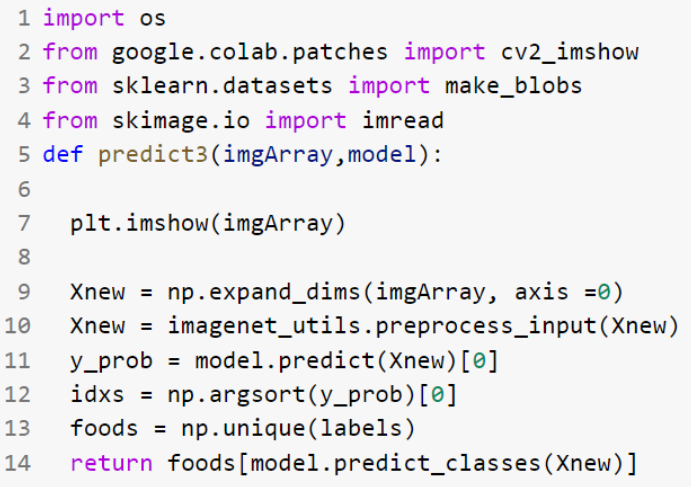 1 import os
2 from google.colab.patches import cv2_imshow
3 from sklearn.datasets import make_blobs
4 from skimage.io import imread
5 def predict3(imgArray,model):
6
7   plt.imshow(imgArray)
8
9   Xnew = np.expand_dims(imgArray, axis =0)
10   Xnew = imagenet_utils.preprocess_input(Xnew)
11   y_prob = model.predict(Xnew)[0]
12   idxs = np.argsort(y_prob)[0]
13   foods = np.unique(labels)
14   return foods[model.predict_classes(Xnew)]